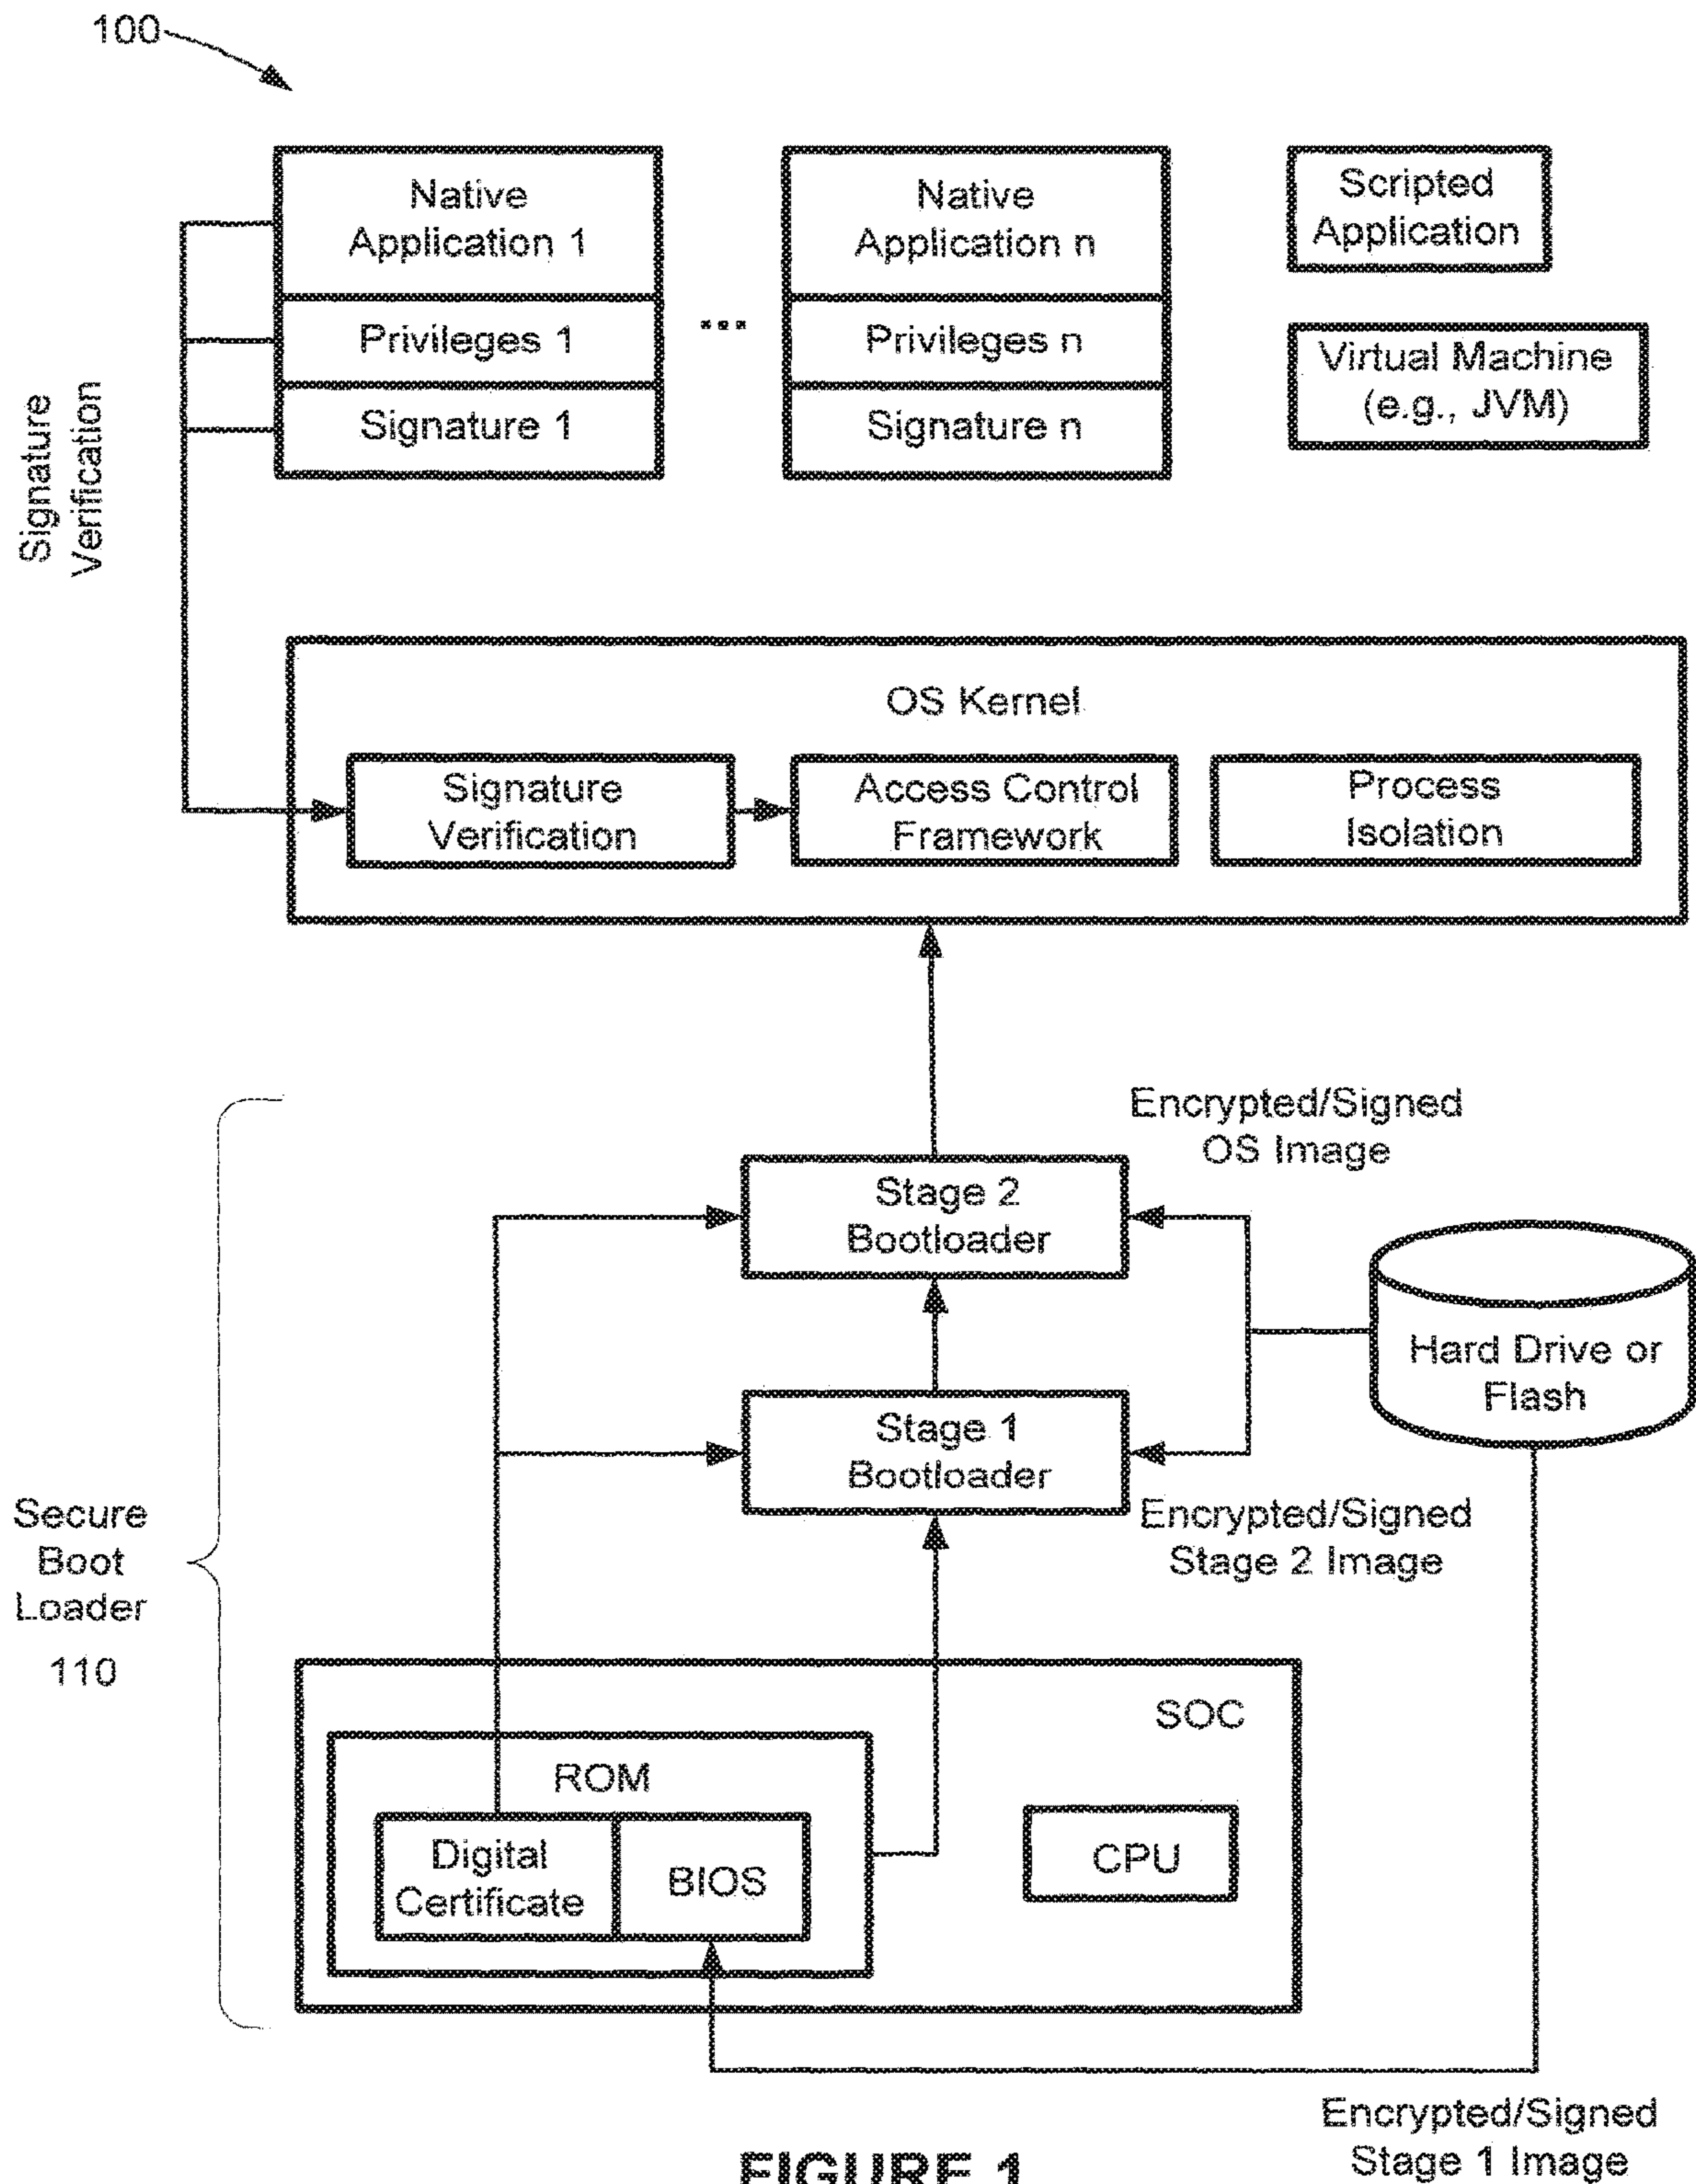 100
Native
Application 1
Privileges 1
Signature 1
...
Native
Application n
Privileges n
Signature n
Scripted
Application
Virtual Machine
(e.g., JVM)
Signature
Verification
OS Kernel
Signature
Verification
Access Control
Framework
Process
Isolation
Encrypted/Signed
OS Image
Stage 2
Bootloader
Hard Drive or
Flash
Stage 1
Bootloader
Encrypted/Signed
Stage 2 Image
Secure
Boot
Loader
110
SOC
ROM
Digital
Certificate
BIOS
CPU
Encrypted/Signed
Stage 1 Image
FIGURE 1